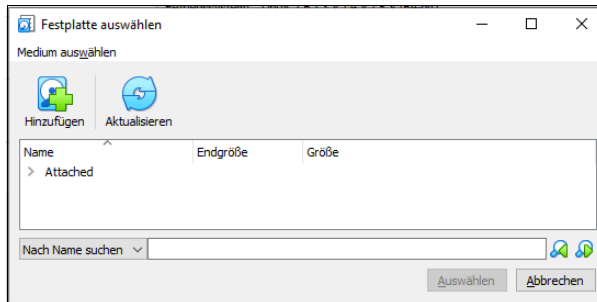 Festplatte auswählen
Medium auswählen
Hinzufügen Aktualisieren
Name Endgröße Größe
Attached
Nach Name suchen
Auswählen Abbrechen